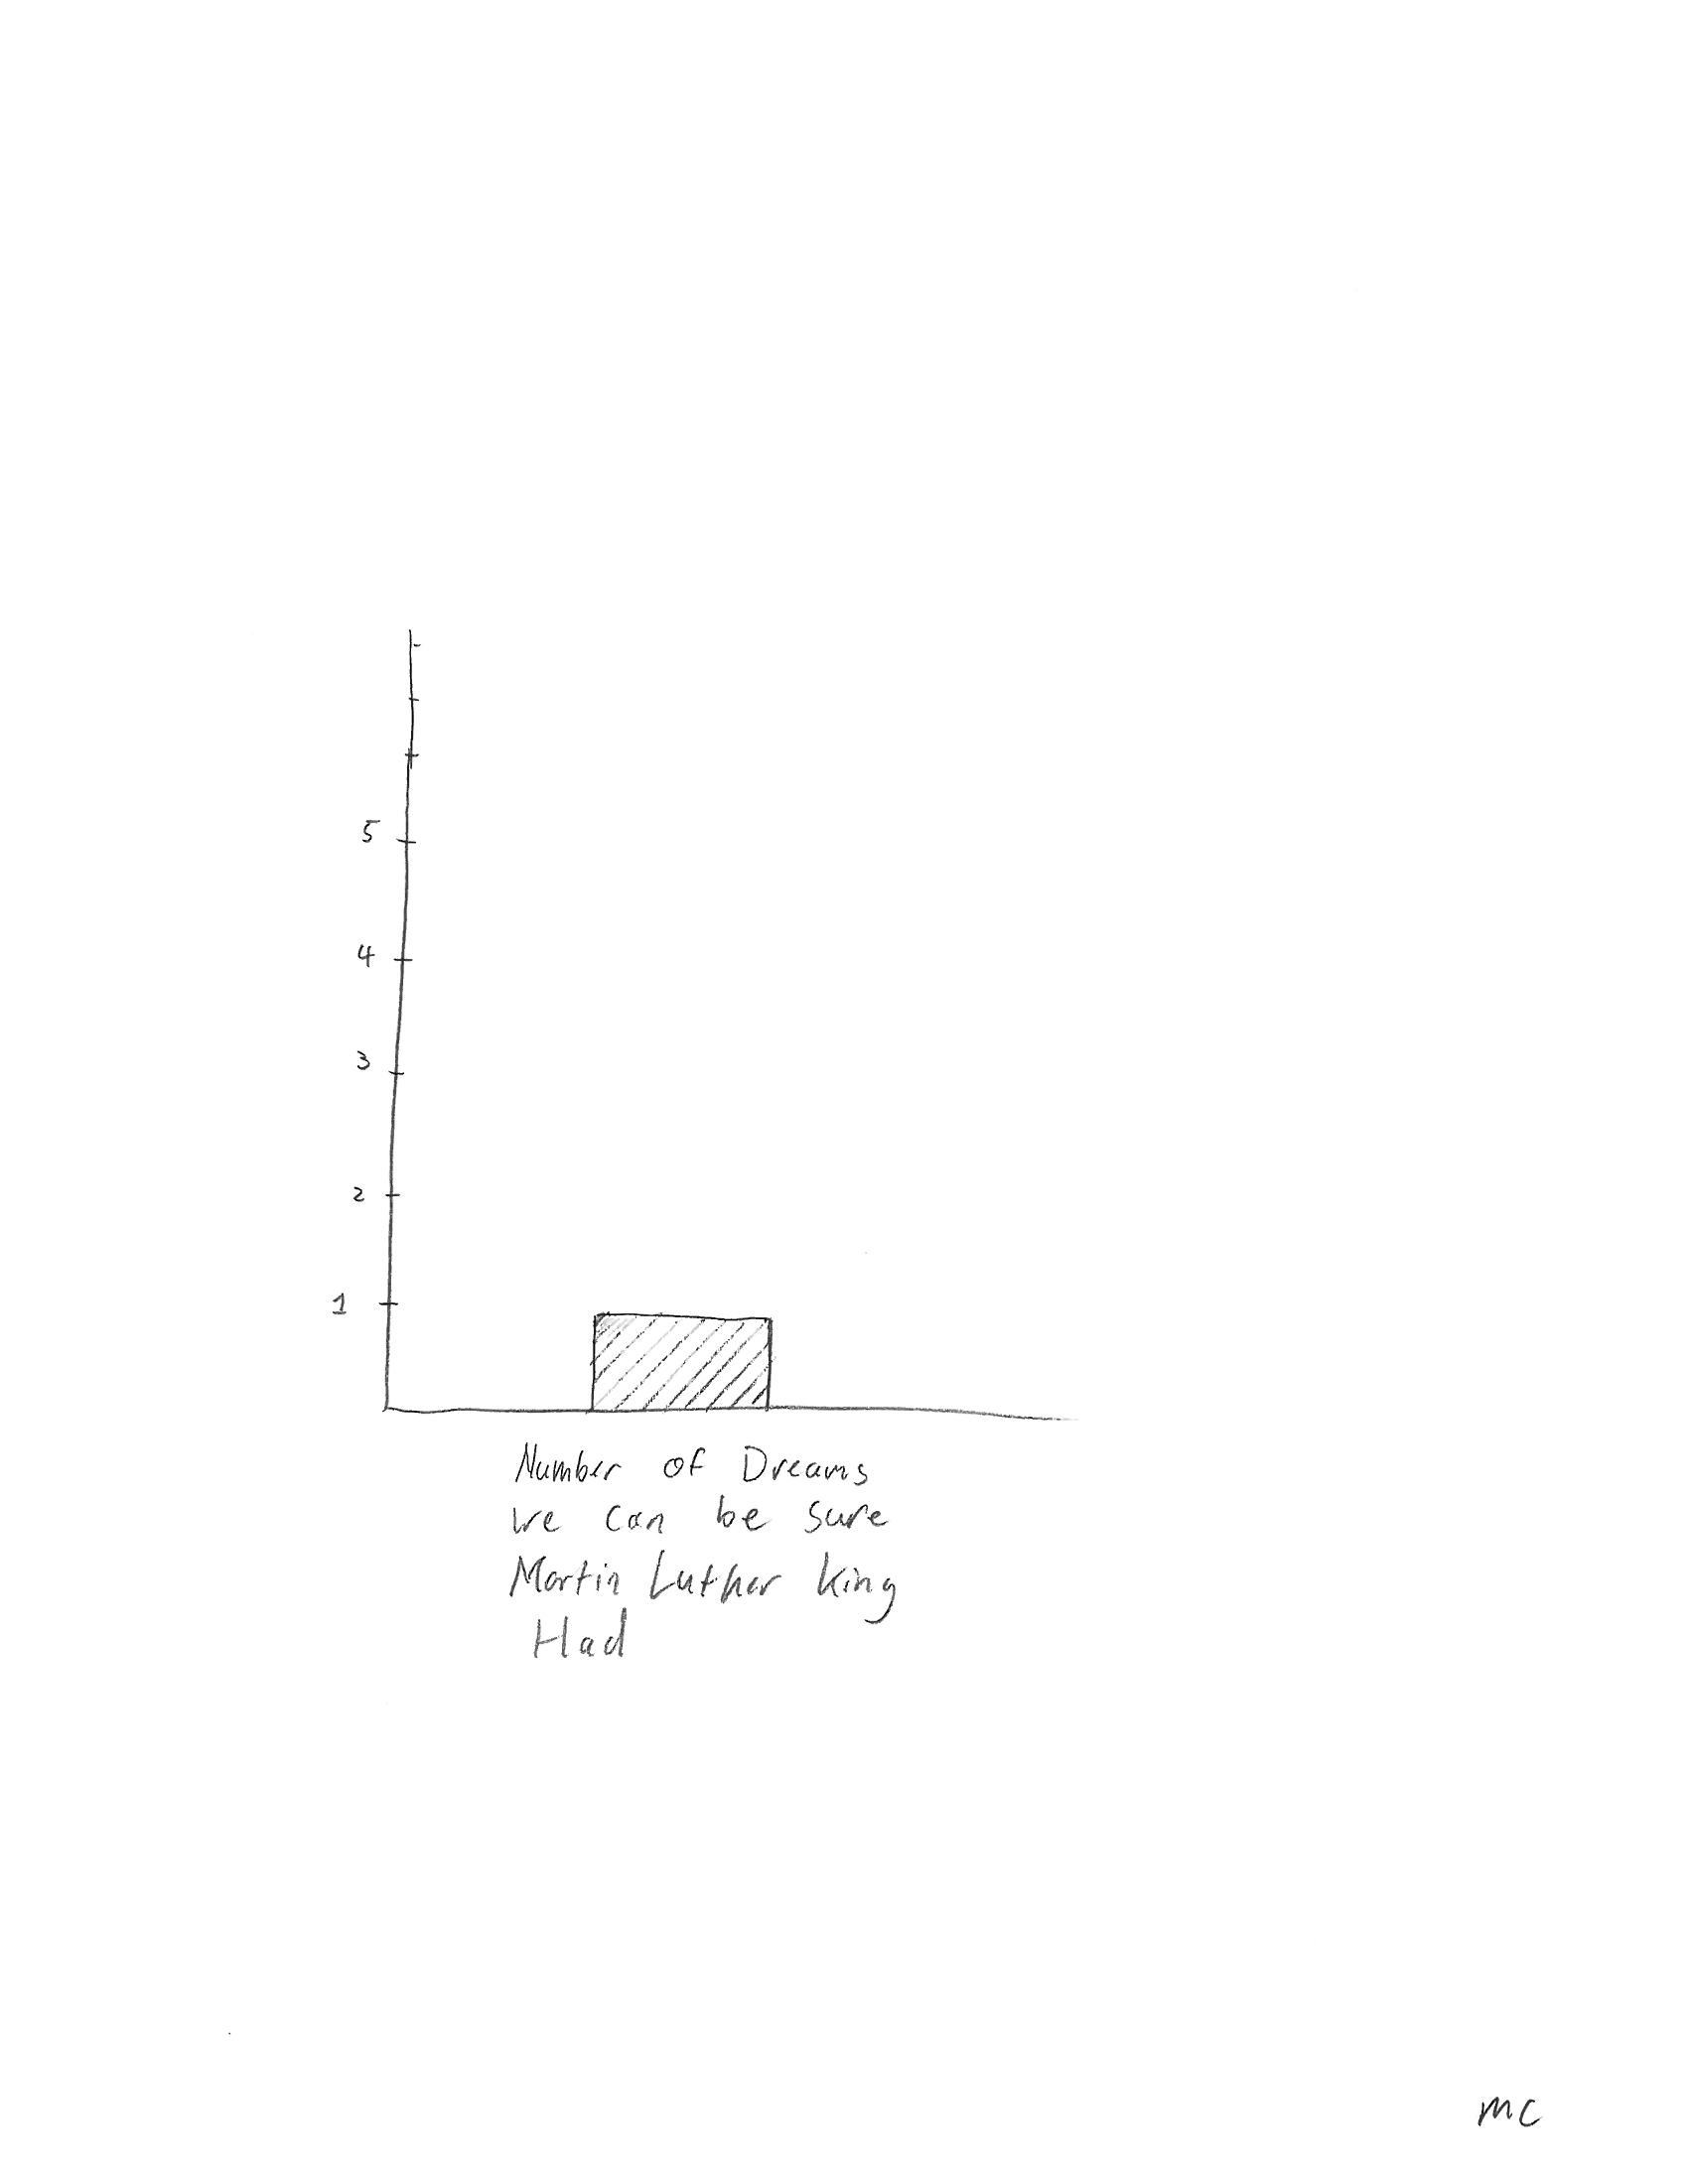 5
4
3
2
1
Number of Dreams
we can be sure
Martin Luther King
Had
MC